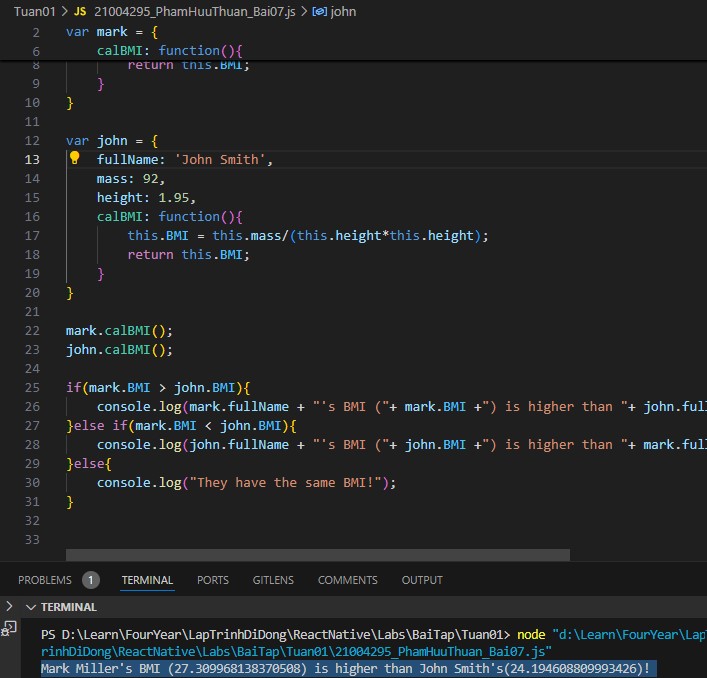 Tuan01 > JS 21004295_PhamHuuThuan_Bai07.js > john
2 var mark = {
6 calBMI: function(){
8 return this.BMI;
9 }
10 }
11
12 var john = {
13 fullName: 'John Smith',
14 mass: 92,
15 height: 1.95,
16 calBMI: function(){
17 this.BMI = this.mass/(this.height*this.height);
18 return this.BMI;
19 }
20 }
21
22 mark.calBMI();
23 john.calBMI();
24
25 if(mark.BMI > john.BMI){
26 console.log(mark.fullName + "'s BMI ("+ mark.BMI +") is higher than "+ john.full
27 }else if(mark.BMI < john.BMI){
28 console.log(john.fullName + "'s BMI ("+ john.BMI +") is higher than "+ mark.full
29 }else{
30 console.log("They have the same BMI!");
31 }
32
33
PROBLEMS 1 TERMINAL PORTS GITLENS COMMENTS OUTPUT
TERMINAL
PS D:\Learn\FourYear\LapTrinhDiDong\ReactNative\Labs\BaiTap\Tuan01> node "d:\Learn\FourYear\Lap
rinhDiDong\ReactNative\Labs\BaiTap\Tuan01\21004295_PhamHuuThuan_Bai07.js"
Mark Miller's BMI (27.309968138370508) is higher than John Smith's(24.194608809993426)!